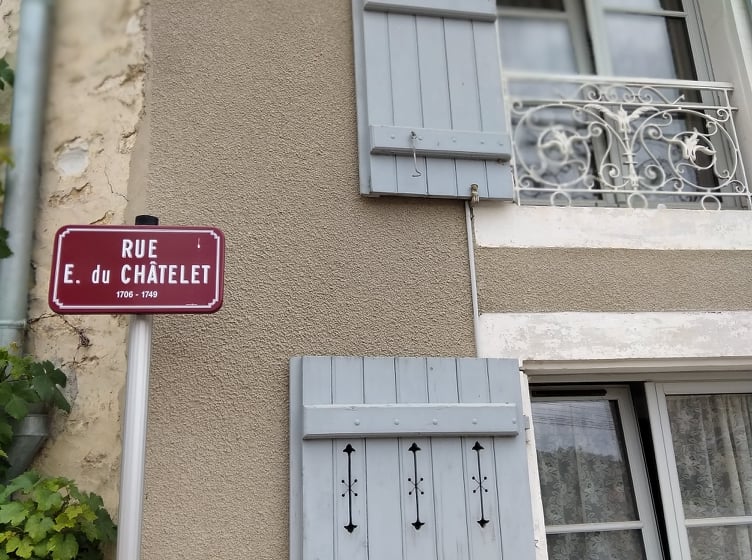 RUE
E. du CHÂTELET
1706 - 1749